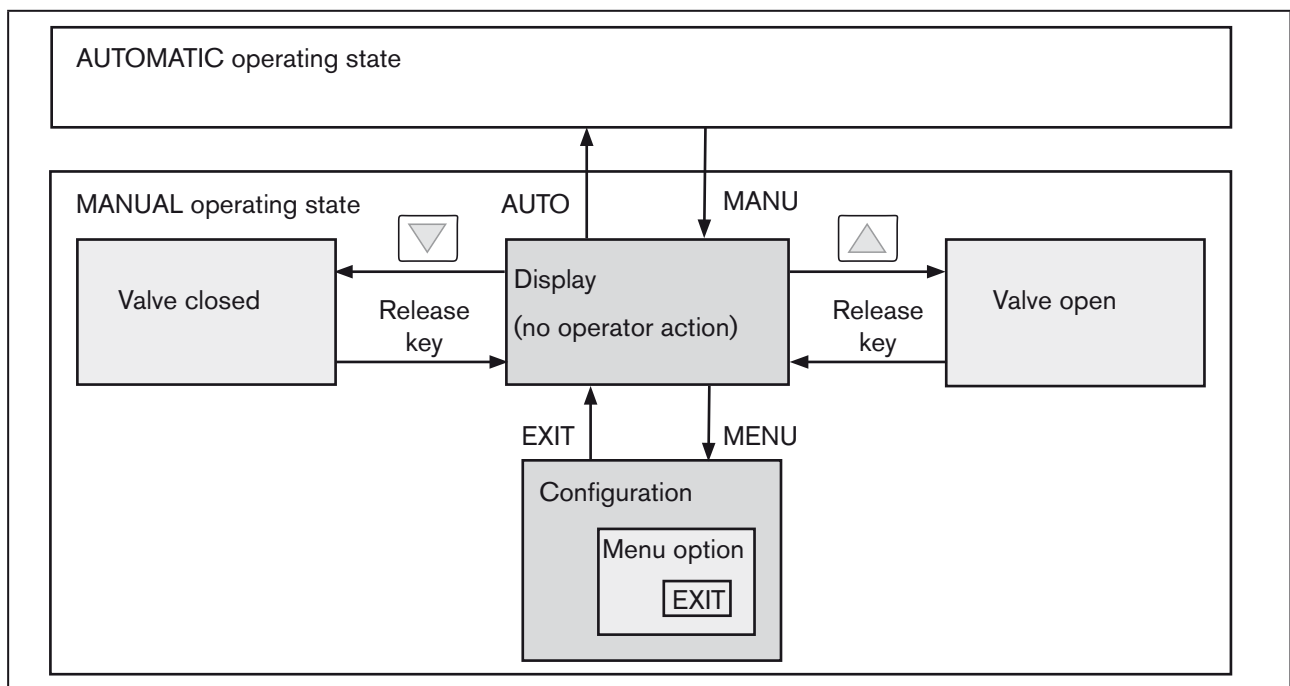 AUTOMATIC operating state
MANUAL operating state
AUTO
MANU
Valve closed
Release
key
Display
(no operator action)
Release
key
Valve open
EXIT
MENU
Configuration
Menu option
EXIT